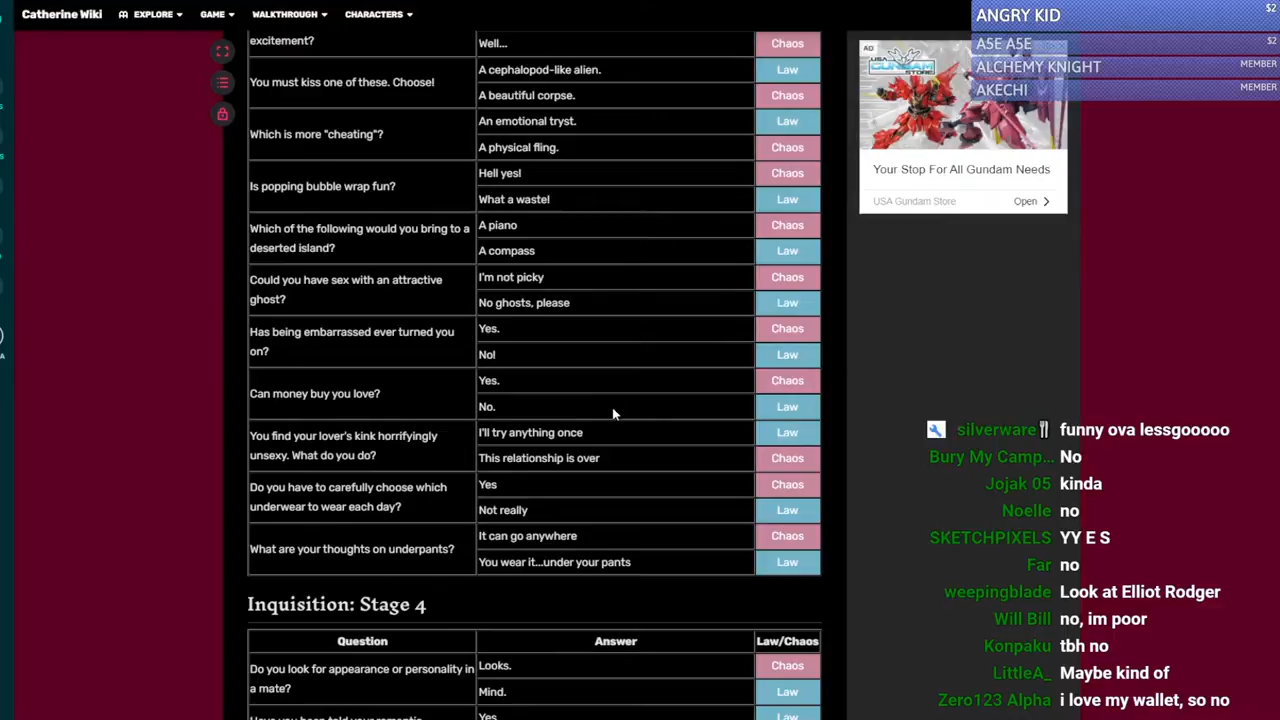 Catherine Wiki
EXPLORE
GAME
WALKTHROUGH
CHARACTERS
ANGRY KID
$2
A5E A5E
$2
ALCHEMY KNIGHT
MEMBER
AKECHI
MEMBER
excitement?
Well...
Chaos
You must kiss one of these. Choose!
A cephalopod-like alien.
Law
A beautiful corpse.
Chaos
Which is more "cheating"?
An emotional tryst.
Law
A physical fling.
Chaos
Is popping bubble wrap fun?
Hell yes!
Chaos
What a waste!
Law
Which of the following would you bring to a
deserted island?
A piano
Chaos
A compass
Law
Could you have sex with an attractive
ghost?
I'm not picky
Chaos
No ghosts, please
Law
Has being embarrassed ever turned you
on?
Yes.
Chaos
No!
Law
Can money buy you love?
Yes.
Chaos
No.
Law
You find your lover's kink horrifyingly
unsexy. What do you do?
I'll try anything once
Law
This relationship is over
Chaos
Do you have to carefully choose which
underwear to wear each day?
Yes
Chaos
Not really
Law
What are your thoughts on underpants?
It can go anywhere
Chaos
You wear it...under your pants
Law
Inquisition: Stage 4
Question
Answer
Law/Chaos
Do you look for appearance or personality in
a mate?
Looks.
Chaos
Mind.
Law
Yes
AD
USA
GUNDAM
STORE
Your Stop For All Gundam Needs
USA Gundam Store
Open
silverware funny ova lessgooooo
Bury My Camp... No
Jojak 05 kinda
Noelle no
SKETCHPIXELS YY E S
Far no
weepingblade Look at Elliot Rodger
Will Bill no, im poor
Konpaku tbh no
LittleA_ Maybe kind of
Zero123 Alpha i love my wallet, so no